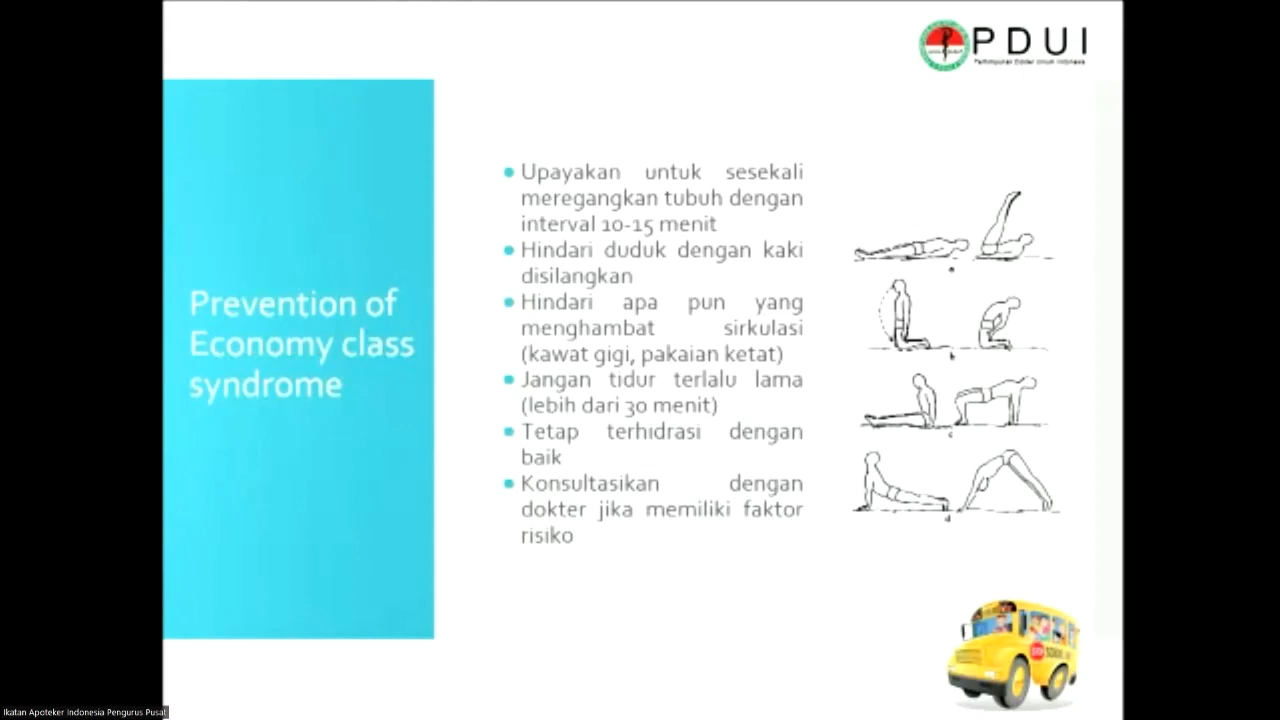 PDUI
Perhimpunan Dokter Umum Indonesia
Prevention of
Economy class
syndrome
Upayakan untuk sesekali
meregangkan tubuh dengan
interval 10-15 menit
Hindari duduk dengan kaki
disilangkan
Hindari apa pun yang
menghambat sirkulasi
(kawat gigi, pakaian ketat)
Jangan tidur terlalu lama
(lebih dari 30 menit)
Tetap terhidrasi dengan
baik
Konsultasikan dengan
dokter jika memiliki faktor
risiko
a
b
c
d
STOP
SCHOOL
Ikatan Apoteker Indonesia Pengurus Pusat